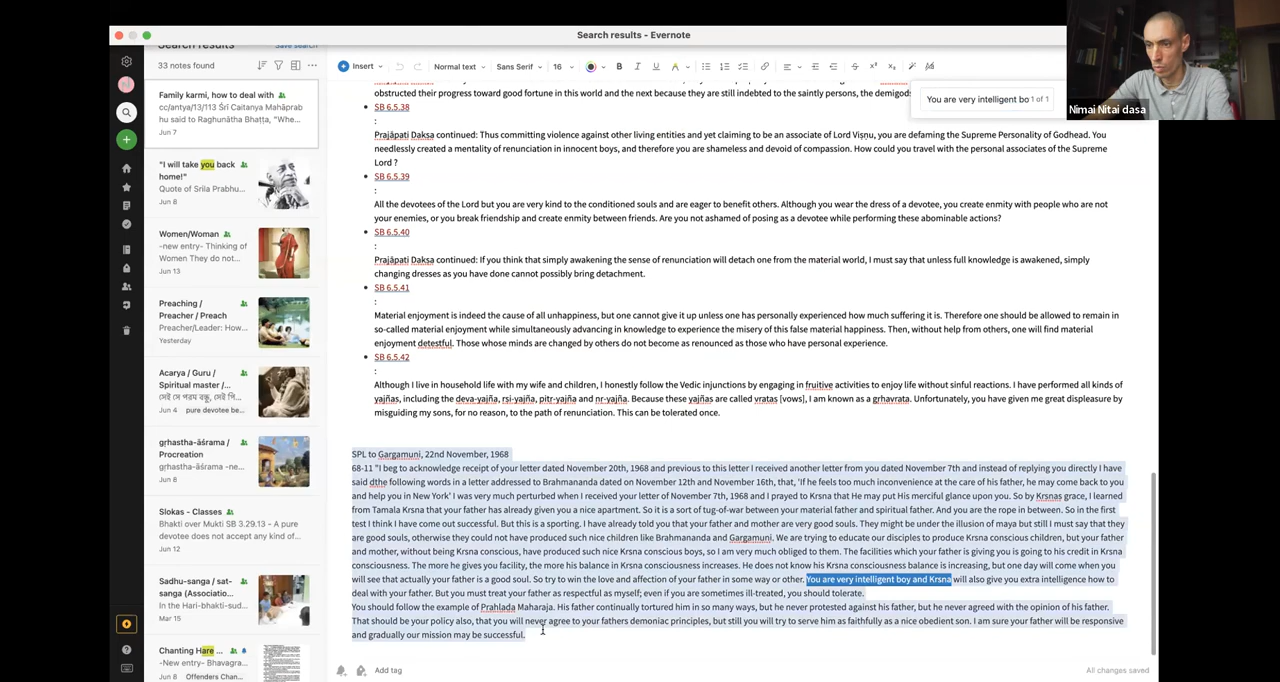 Search results - Evernote
Search results
Save search
33 notes found
Family karmi, how to deal with
cc/antya/13/113 Śrī Caitanya Mahāprab
hu said to Raghunātha Bhaṭṭa, "Whe...
Jun 7
"I will take you back
home!"
Quote of Srila Prabhu...
Jun 8
Women/Woman
-new entry- Thinking of
Women They do not...
Jun 13
Preaching /
Preacher / Preach
Preacher/Leader: How...
Yesterday
Acarya / Guru /
Spiritual master /...
Jun 4 pure devotee be...
gṛhastha-āśrama /
Procreation
gṛhastha-āśrama -ne...
Jun 8
Slokas - Classes
Bhakti over Mukti SB 3.29.13 - A pure
devotee does not accept any kind of...
Jun 12
Sadhu-sanga / sat-
sanga (Associatio...
In the Hari-bhakti-sud...
Mar 15
Chanting Hare ...
-New entry- Bhavagra...
Jun 8 Offenders Chan...
Insert
Normal text
Sans Serif
16
You are very intelligent bo 1 of 1
Nimai Nitai dasa
obstructed their progress toward good fortune in this world and the next because they are still indebted to the saintly persons, the demigods
SB 6.5.38
:
Prajāpati Dakṣa continued: Thus committing violence against other living entities and yet claiming to be an associate of Lord Viṣṇu, you are defaming the Supreme Personality of Godhead. You
needlessly created a mentality of renunciation in innocent boys, and therefore you are shameless and devoid of compassion. How could you travel with the personal associates of the Supreme
Lord ?
SB 6.5.39
:
All the devotees of the Lord but you are very kind to the conditioned souls and are eager to benefit others. Although you wear the dress of a devotee, you create enmity with people who are not
your enemies, or you break friendship and create enmity between friends. Are you not ashamed of posing as a devotee while performing these abominable actions?
SB 6.5.40
:
Prajāpati Dakṣa continued: If you think that simply awakening the sense of renunciation will detach one from the material world, I must say that unless full knowledge is awakened, simply
changing dresses as you have done cannot possibly bring detachment.
SB 6.5.41
:
Material enjoyment is indeed the cause of all unhappiness, but one cannot give it up unless one has personally experienced how much suffering it is. Therefore one should be allowed to remain in
so-called material enjoyment while simultaneously advancing in knowledge to experience the misery of this false material happiness. Then, without help from others, one will find material
enjoyment detestful. Those whose minds are changed by others do not become as renounced as those who have personal experience.
SB 6.5.42
:
Although I live in household life with my wife and children, I honestly follow the Vedic injunctions by engaging in fruitive activities to enjoy life without sinful reactions. I have performed all kinds of
yajñas, including the deva-yajña, ṛṣi-yajña, pitṛ-yajña and nṛ-yajña. Because these yajñas are called vratas [vows], I am known as a gṛhavrata. Unfortunately, you have given me great displeasure by
misguiding my sons, for no reason, to the path of renunciation. This can be tolerated once.
SPL to Gargamuni, 22nd November, 1968
68-11 "I beg to acknowledge receipt of your letter dated November 20th, 1968 and previous to this letter I received another letter from you dated November 7th and instead of replying you directly I have
said dthe following words in a letter addressed to Brahmananda dated on November 12th and November 16th, that, 'If he feels too much inconvenience at the care of his father, he may come back to you
and help you in New York' I was very much perturbed when I received your letter of November 7th, 1968 and I prayed to Krsna that He may put His merciful glance upon you. So by Krsnas grace, I learned
from Tamala Krsna that your father has already given you a nice apartment. So it is a sort of tug-of-war between your material father and spiritual father. And you are the rope in between. So in the first
test I think I have come out successful. But this is a sporting. I have already told you that your father and mother are very good souls. They might be under the illusion of maya but still I must say that they
are good souls, otherwise they could not have produced such nice children like Brahmananda and Gargamuni. We are trying to educate our disciples to produce Krsna conscious children, but your father
and mother, without being Krsna conscious, have produced such nice Krsna conscious boys, so I am very much obliged to them. The facilities which your father is giving you is going to his credit in Krsna
consciousness. The more he gives you facility, the more his balance in Krsna consciousness increases. He does not know his Krsna consciousness balance is increasing, but one day will come when you
will see that actually your father is a good soul. So try to win the love and affection of your father in some way or other. You are very intelligent boy and Krsna will also give you extra intelligence how to
deal with your father. But you must treat your father as respectful as myself; even if you are sometimes ill-treated, you should tolerate.
You should follow the example of Prahlada Maharaja. His father continually tortured him in so many ways, but he never protested against his father, but he never agreed with the opinion of his father.
That should be your policy also, that you will never agree to your fathers demoniac principles, but still you will try to serve him as faithfully as a nice obedient son. I am sure your father will be responsive
and gradually our mission may be successful.
Add tag
All changes saved